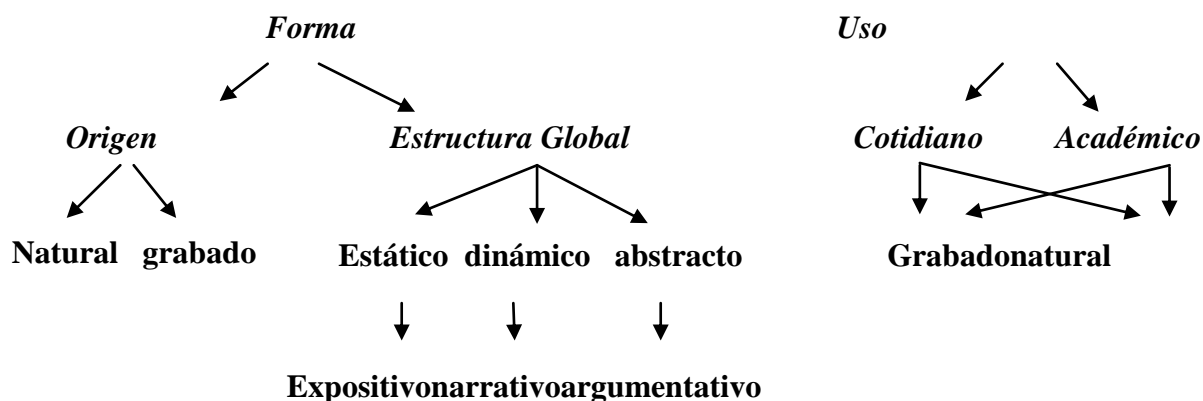 Forma Uso
Origen Estructura Global Cotidiano Académico
Natural grabado Estático dinámico abstracto Grabadonatural
Expositivonarrativoargumentativo